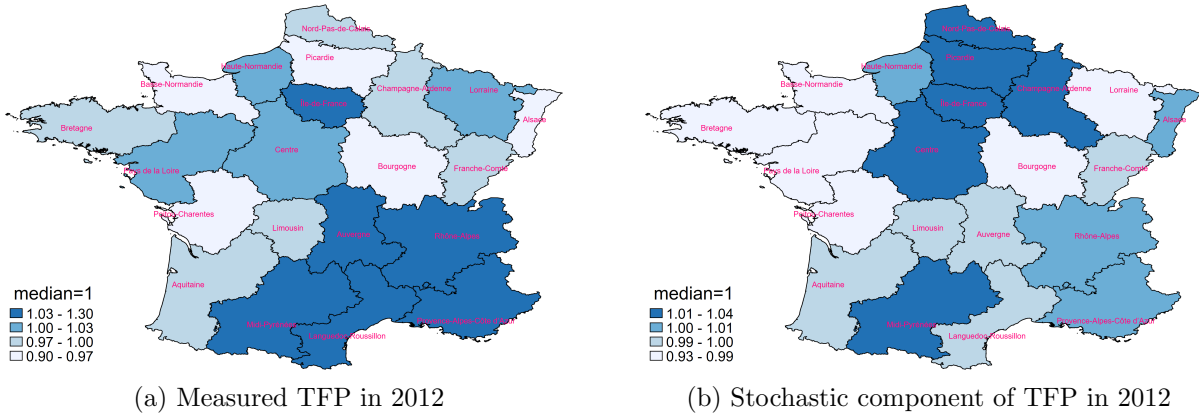 Nord-Pas-de-Calais
Picardie
Haute-Normandie
Basse-Normandie
Champagne-Ardenne
Lorraine
Ile-de-France
Alsace
Bretagne
Centre
Pays de la Loire
Bourgogne
Franche-Comté
Poitou-Charentes
Limousin
Auvergne
Rhône-Alpes
Aquitaine
Midi-Pyrénées
Languedoc-Roussillon
Provence-Alpes-Côte d'Azur
median=1
1.03 - 1.30
1.00 - 1.03
0.97 - 1.00
0.90 - 0.97
(a) Measured TFP in 2012
Nord-Pas-de-Calais
Picardie
Haute-Normandie
Basse-Normandie
Champagne-Ardenne
Lorraine
Ile-de-France
Alsace
Bretagne
Centre
Pays de la Loire
Bourgogne
Franche-Comté
Poitou-Charentes
Limousin
Auvergne
Rhône-Alpes
Aquitaine
Midi-Pyrénées
Languedoc-Roussillon
Provence-Alpes-Côte d'Azur
median=1
1.01 - 1.04
1.00 - 1.01
0.99 - 1.00
0.93 - 0.99
(b) Stochastic component of TFP in 2012